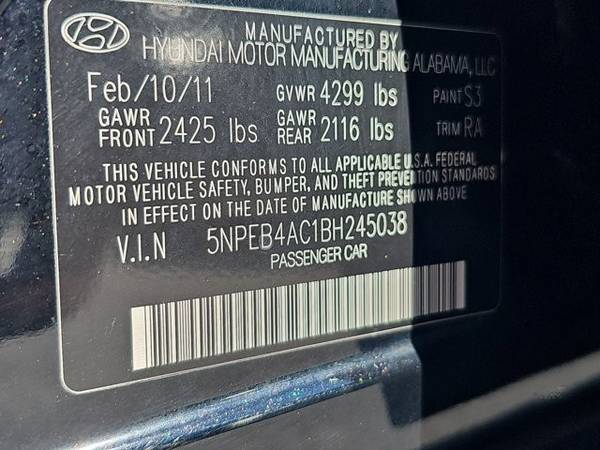 MANUFACTURED BY
HYUNDAI MOTOR MANUFACTURING ALABAMA, LLC
Feb/10/11 GVWR 4299 lbs PAINT S3
GAWR FRONT 2425 lbs GAWR REAR 2116 lbs TRIM RA
THIS VEHICLE CONFORMS TO ALL APPLICABLE U.S.A. FEDERAL
MOTOR VEHICLE SAFETY, BUMPER, AND THEFT PREVENTION STANDARDS
IN EFFECT ON THE DATE OF MANUFACTURE SHOWN ABOVE
V.I.N 5NPEB4AC1BH245038
PASSENGER CAR